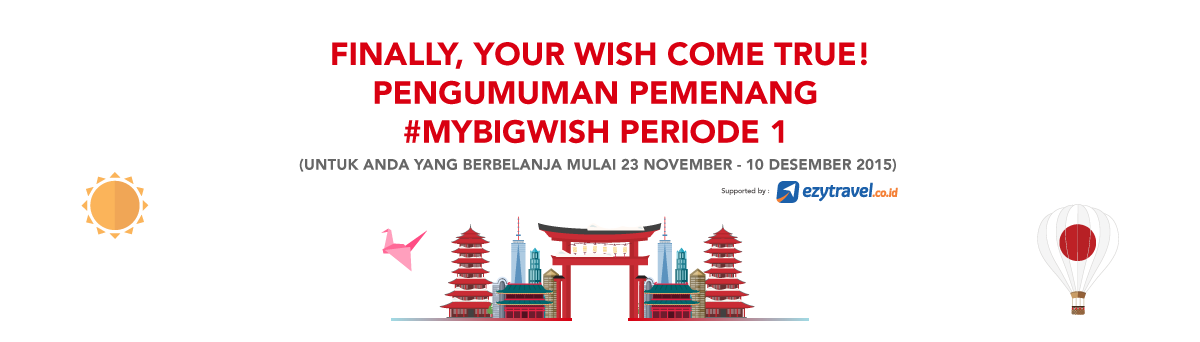 FINALLY, YOUR WISH COME TRUE!
PENGUMUMAN PEMENANG
#MYBIGWISH PERIODE 1
(UNTUK ANDA YANG BERBELANJA MULAI 23 NOVEMBER - 10 DESEMBER 2015)
Supported by : ezytravel.co.id